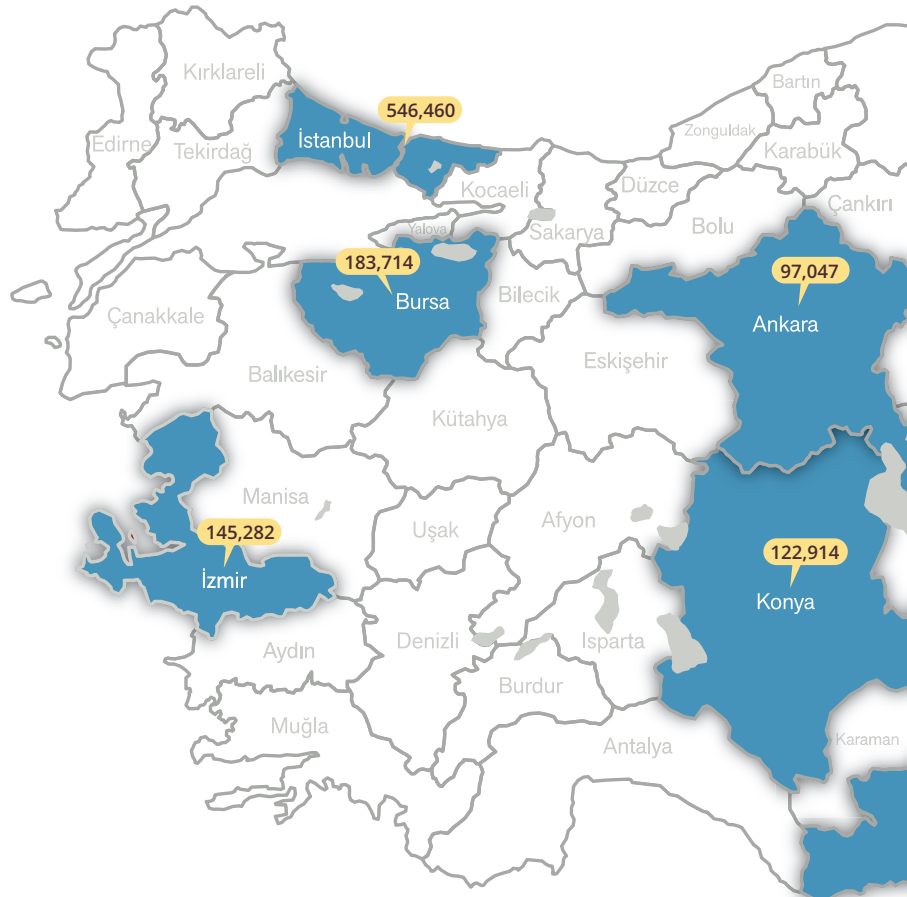 Kırklareli
Bartın
546,460
Edirne
İstanbul
Zonguldak
Tekirdağ
Karabük
Kocaeli
Düzce
Çankırı
Yalova
Sakarya
Bolu
183,714
97,047
Bursa
Bilecik
Çanakkale
Ankara
Eskişehir
Balıkesir
Kütahya
Manisa
Afyon
145,282
Uşak
122,914
İzmir
Konya
Aydın
Denizli
Isparta
Burdur
Muğla
Antalya
Karaman